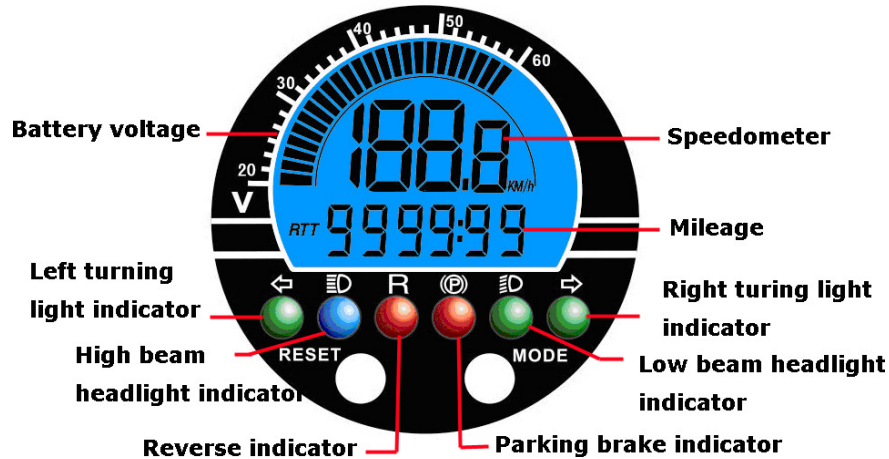 50
40
60
30
Battery voltage
188.8
Speedometer
20
KM/h
V
RTT 9999:99
Mileage
Left turning
light indicator
R
P
Right turing light
indicator
RESET
MODE
High beam
headlight indicator
Low beam headlight
indicator
Reverse indicator
Parking brake indicator